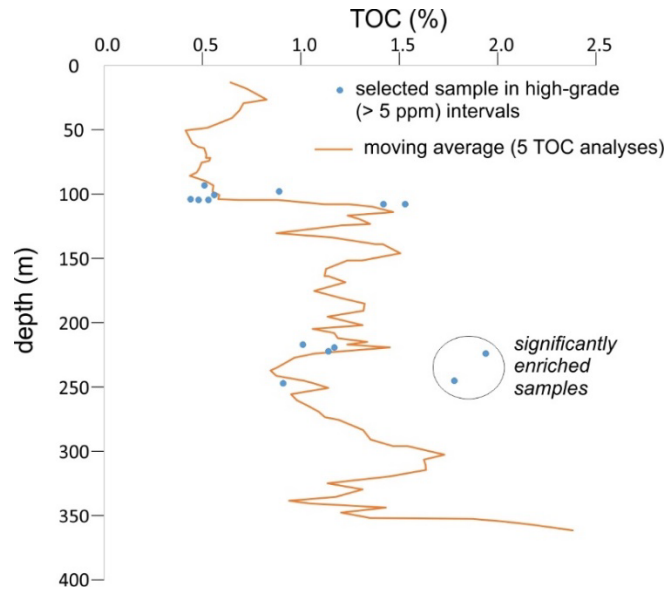 TOC (%)
0.0 0.5 1.0 1.5 2.0 2.5
0
selected sample in high-grade
(> 5 ppm) intervals
50
moving average (5 TOC analyses)
100
150
depth (m)
200
significantly
enriched
samples
250
300
350
400